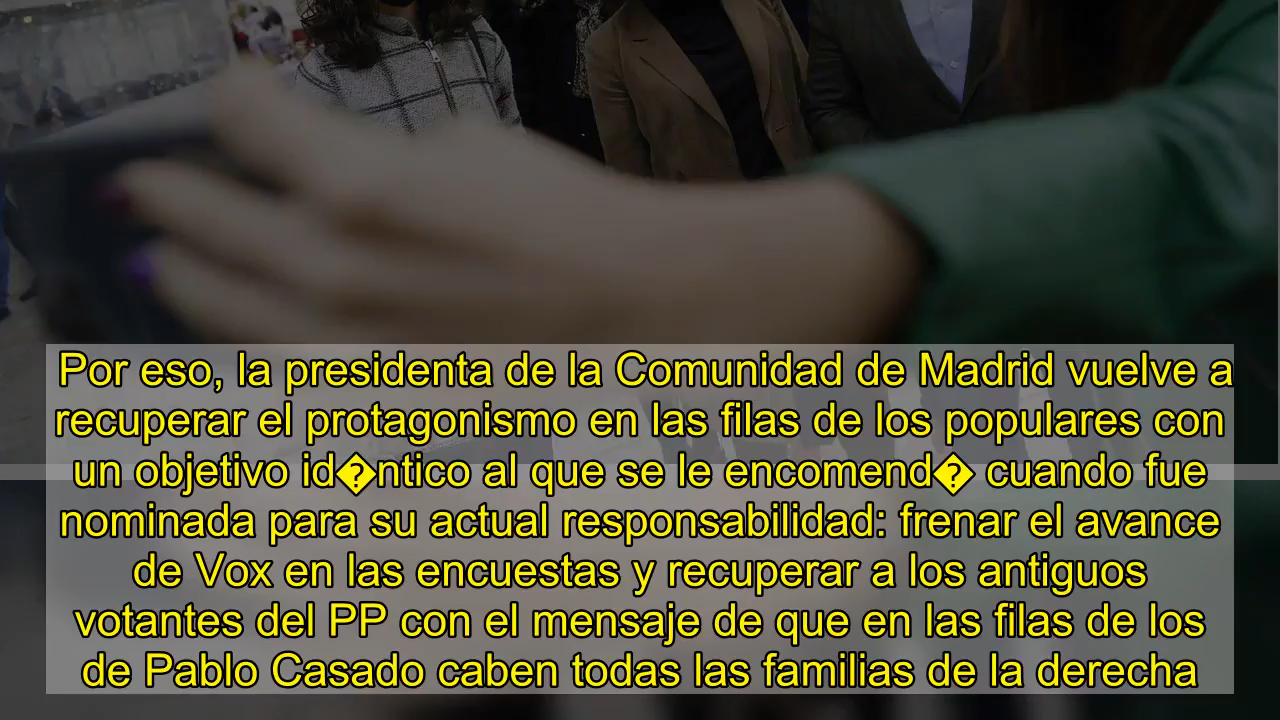 Por eso, la presidenta de la Comunidad de Madrid vuelve a
recuperar el protagonismo en las filas de los populares con
un objetivo id�ntico al que se le encomend� cuando fue
nominada para su actual responsabilidad: frenar el avance
de Vox en las encuestas y recuperar a los antiguos
votantes del PP con el mensaje de que en las filas de los
de Pablo Casado caben todas las familias de la derecha